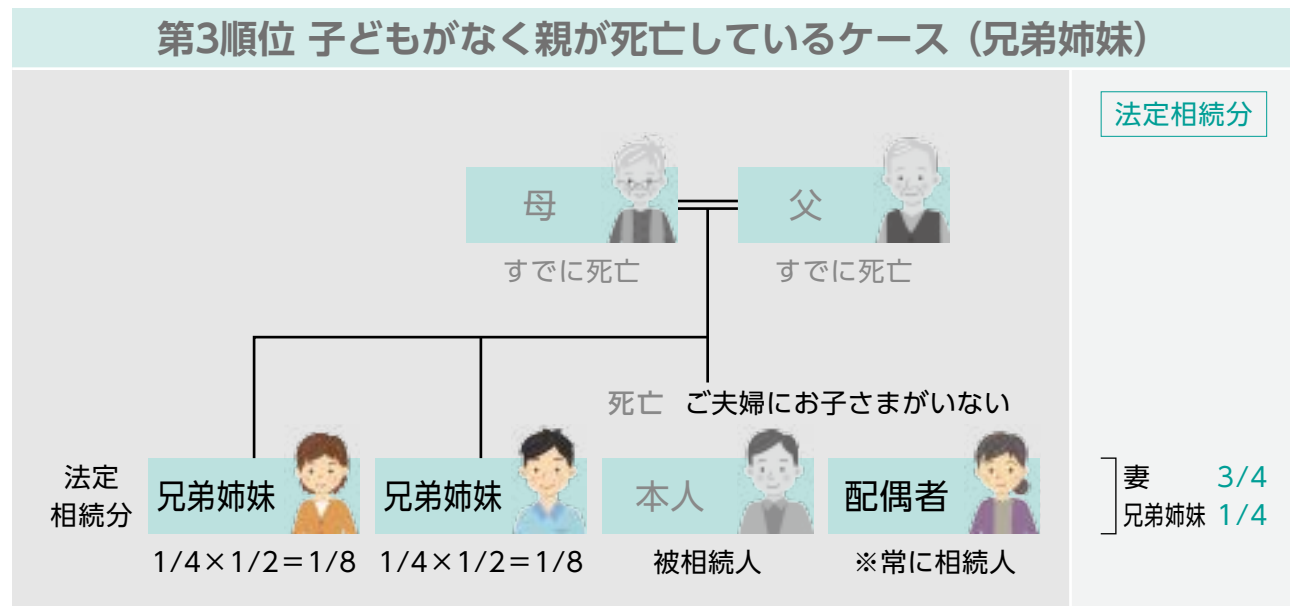 第3順位 子どもがなく親が死亡しているケース（兄弟姉妹）
法定相続分
母
父
すでに死亡
すでに死亡
死亡 ご夫婦にお子さまがいない
法定
相続分
兄弟姉妹
兄弟姉妹
本人
配偶者
1/4×1/2＝1/8
1/4×1/2＝1/8
被相続人
※常に相続人
妻 3/4
兄弟姉妹 1/4